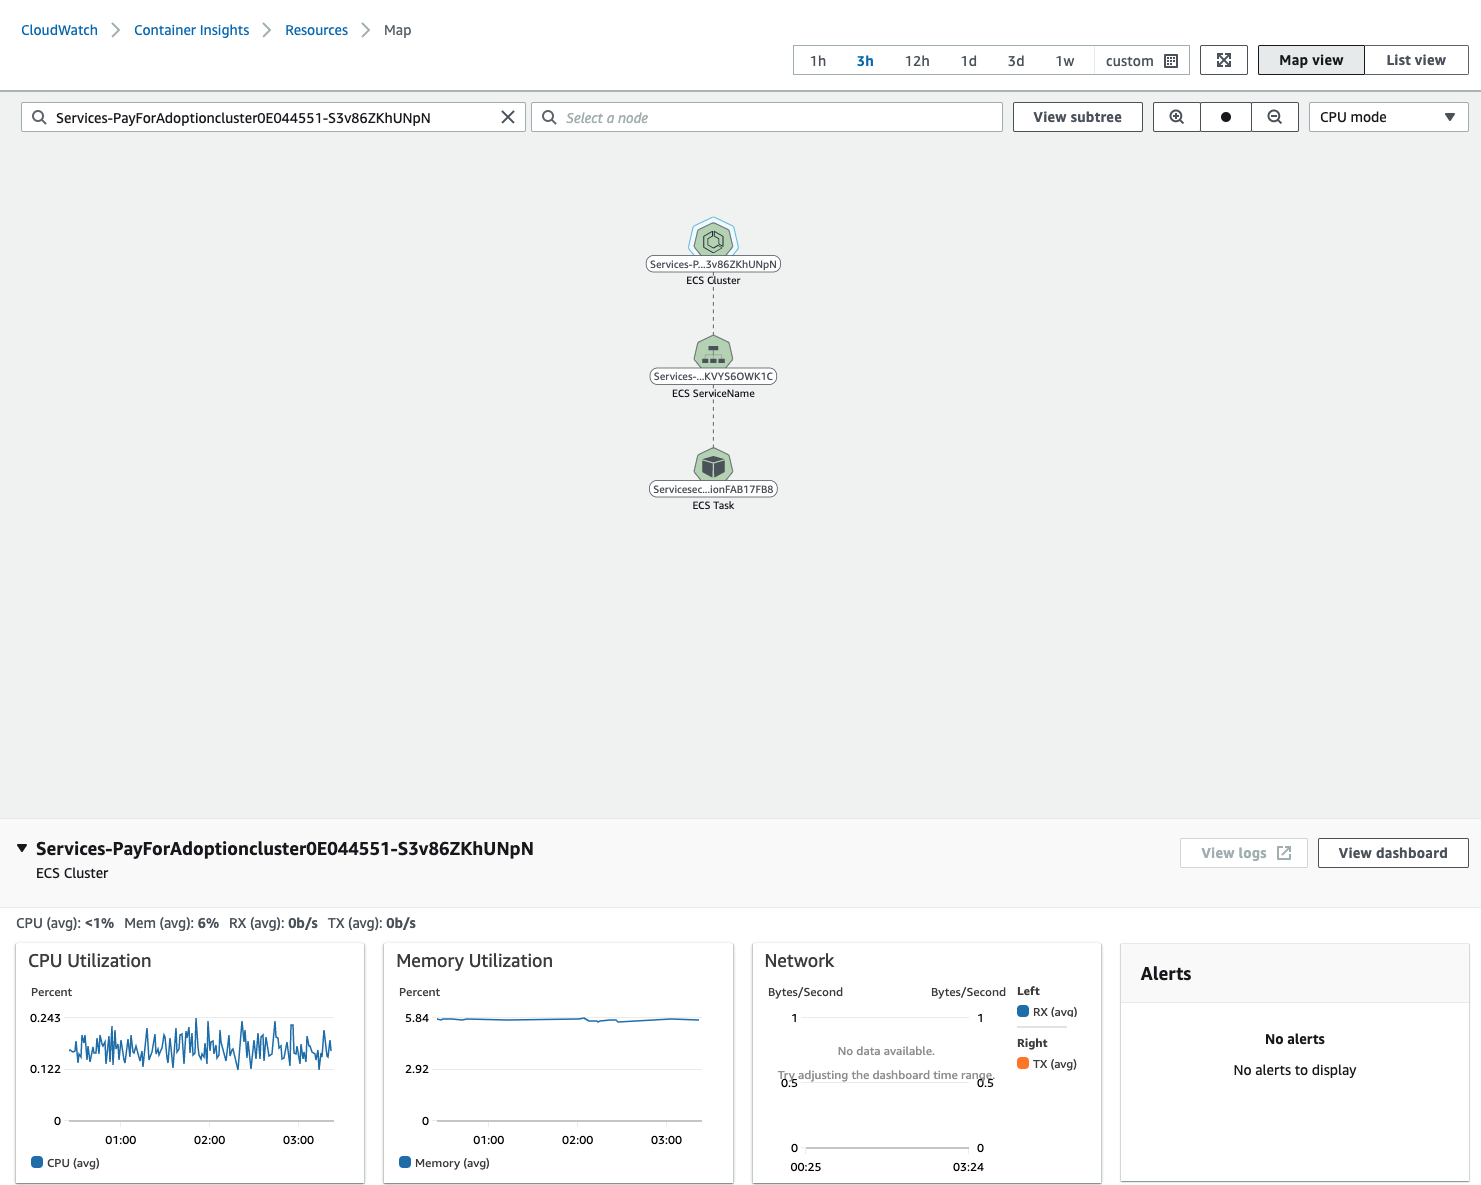 CloudWatch > Container Insights > Resources > Map
1h 3h 12h 1d 3d 1w custom Map view List view
Services-PayForAdoptioncluster0E044551-S3v86ZKhUNpN Select a node View subtree CPU mode
Services-P...3v86ZKhUNpN
ECS Cluster
Services-...KVYS6OWK1C
ECS ServiceName
Servicesec...ionFAB17FB8
ECS Task
Services-PayForAdoptioncluster0E044551-S3v86ZKhUNpN
ECS Cluster
View logs View dashboard
CPU (avg): <1% Mem (avg): 6% RX (avg): 0b/s TX (avg): 0b/s
CPU Utilization
Percent
0.243
0.122
0
01:00 02:00 03:00
CPU (avg)
Memory Utilization
Percent
5.84
2.92
0
01:00 02:00 03:00
Memory (avg)
Network
Bytes/Second Bytes/Second
1 1
No data available.
Try adjusting the dashboard time range.
0.5 0.5
0 0
00:25 03:24
Left
RX (avg)
Right
TX (avg)
Alerts
No alerts
No alerts to display